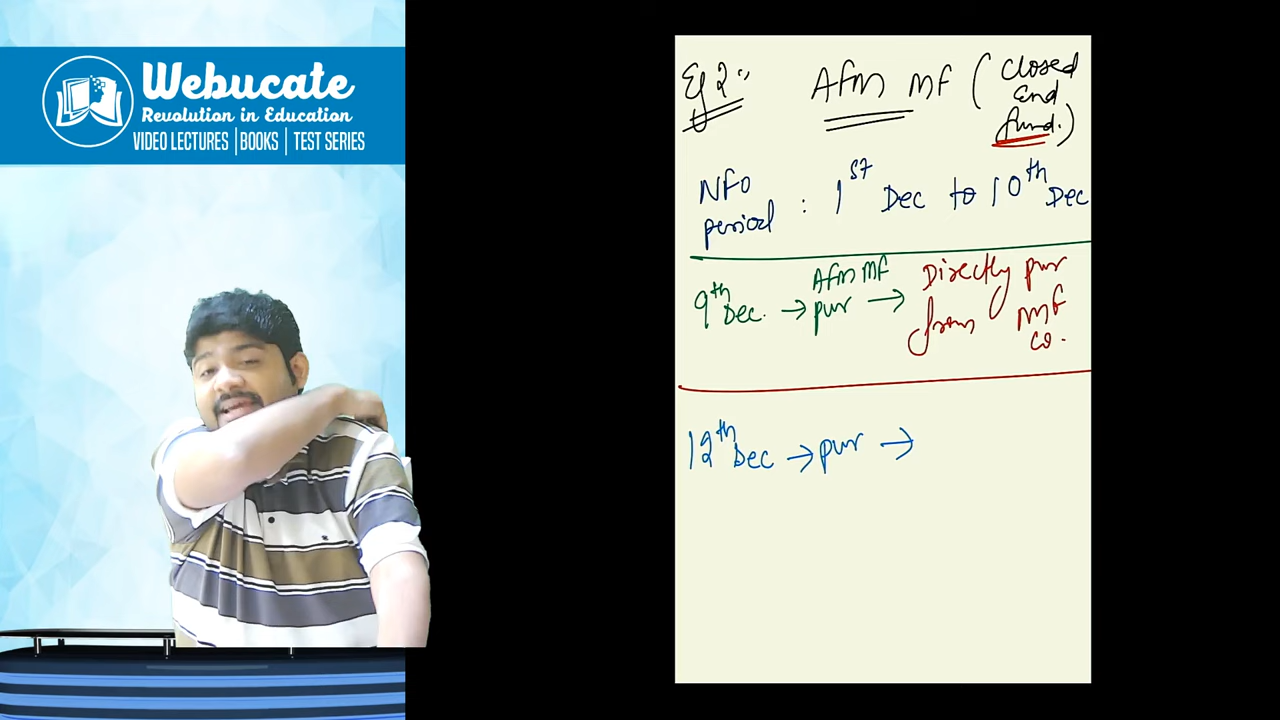 Webucate
Revolution in Education
VIDEO LECTURES | BOOKS | TEST SERIES
Eg 2:
AFM MF (Closed
End
fund.)
NFO
period : 1st Dec to 10th Dec
9th Dec. → AFM MF pur → Directly pur
from MF
co.
12th Dec → pur →